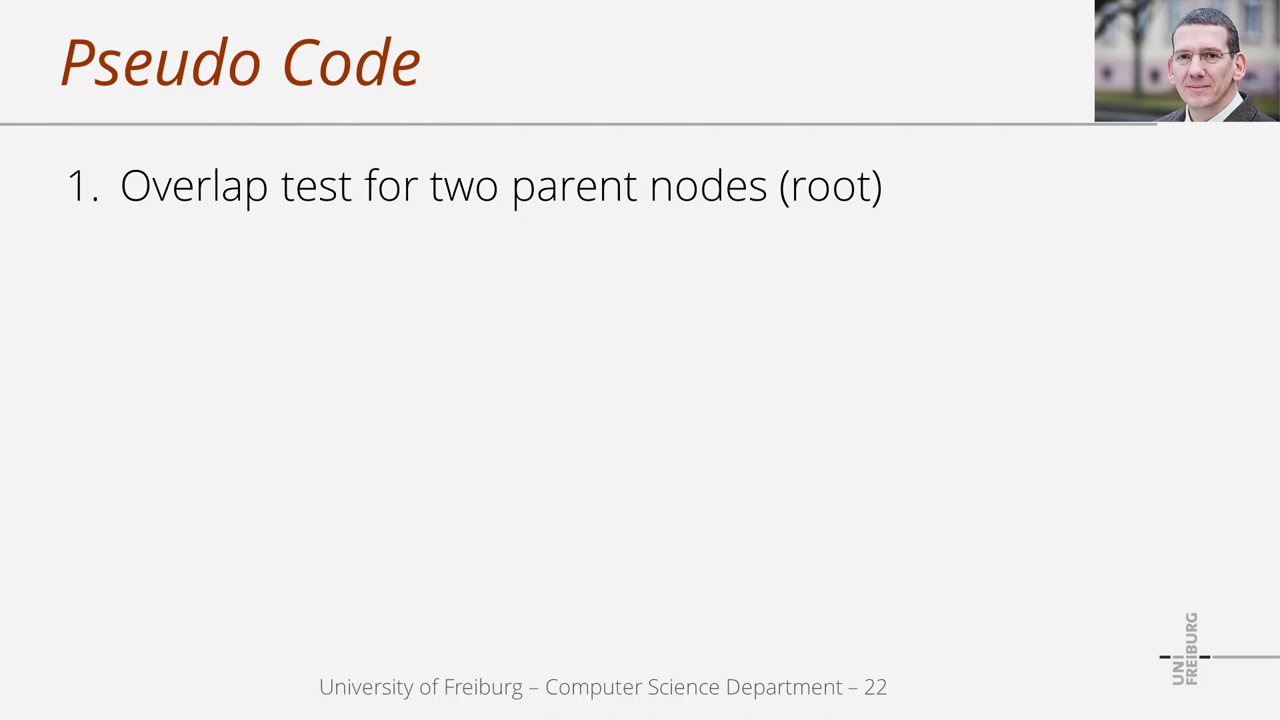 Pseudo Code
1. Overlap test for two parent nodes (root)
UNI
FREIBURG
University of Freiburg – Computer Science Department – 22